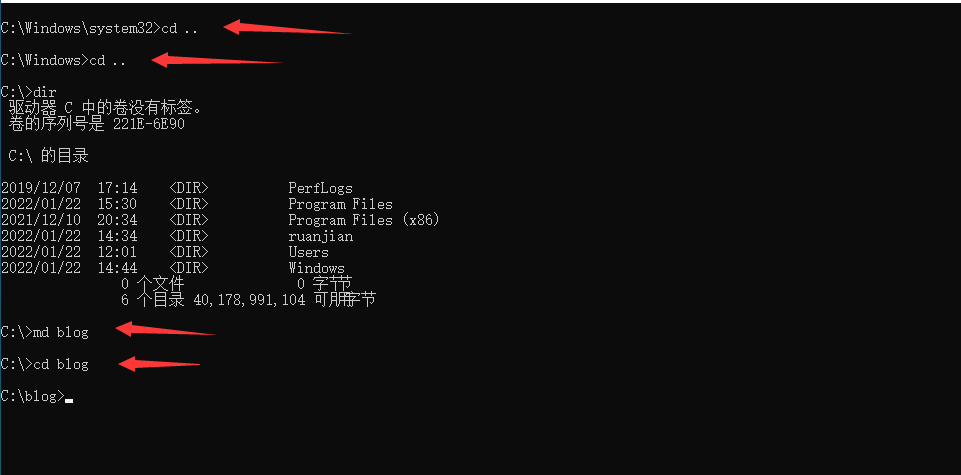 C:\Windows\system32>cd ..
C:\Windows>cd ..
C:\>dir
驱动器 C 中的卷没有标签。
卷的序列号是 221E-6E90
C:\ 的目录
2019/12/07  17:14    <DIR>          PerfLogs
2022/01/22  15:30    <DIR>          Program Files
2021/12/10  20:34    <DIR>          Program Files (x86)
2022/01/22  14:34    <DIR>          ruanjian
2022/01/22  12:01    <DIR>          Users
2022/01/22  14:44    <DIR>          Windows
0 个文件              0 字节
6 个目录 40,178,991,104 可用字节
C:\>md blog
C:\>cd blog
C:\blog>